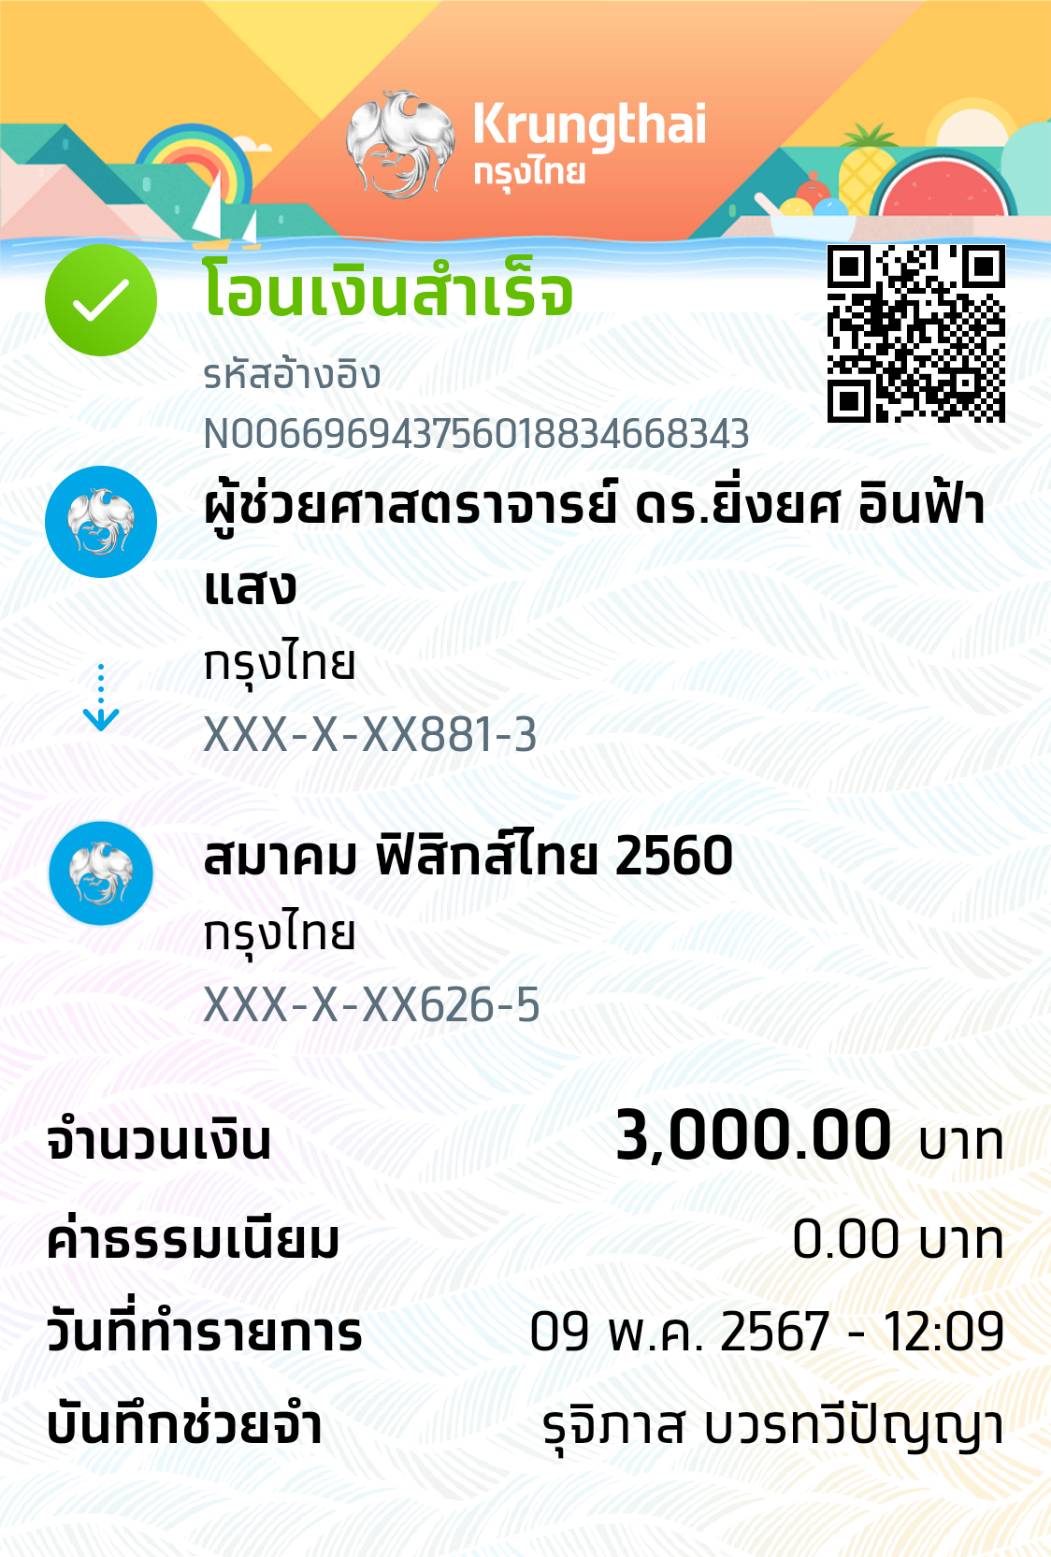 Krungthai
กรุงไทย
โอนเงินสำเร็จ
รหัสอ้างอิง
N006696943756018834668343
ผู้ช่วยศาสตราจารย์ ดร.ยิ่งยศ อินฟ้า
แสง
กรุงไทย
XXX-X-XX881-3
สมาคม ฟิสิกส์ไทย 2560
กรุงไทย
XXX-X-XX626-5
จำนวนเงิน 3,000.00 บาท
ค่าธรรมเนียม 0.00 บาท
วันที่ทำรายการ 09 พ.ค. 2567 - 12:09
บันทึกช่วยจำ รุจิภาส บวรทวีปัญญา